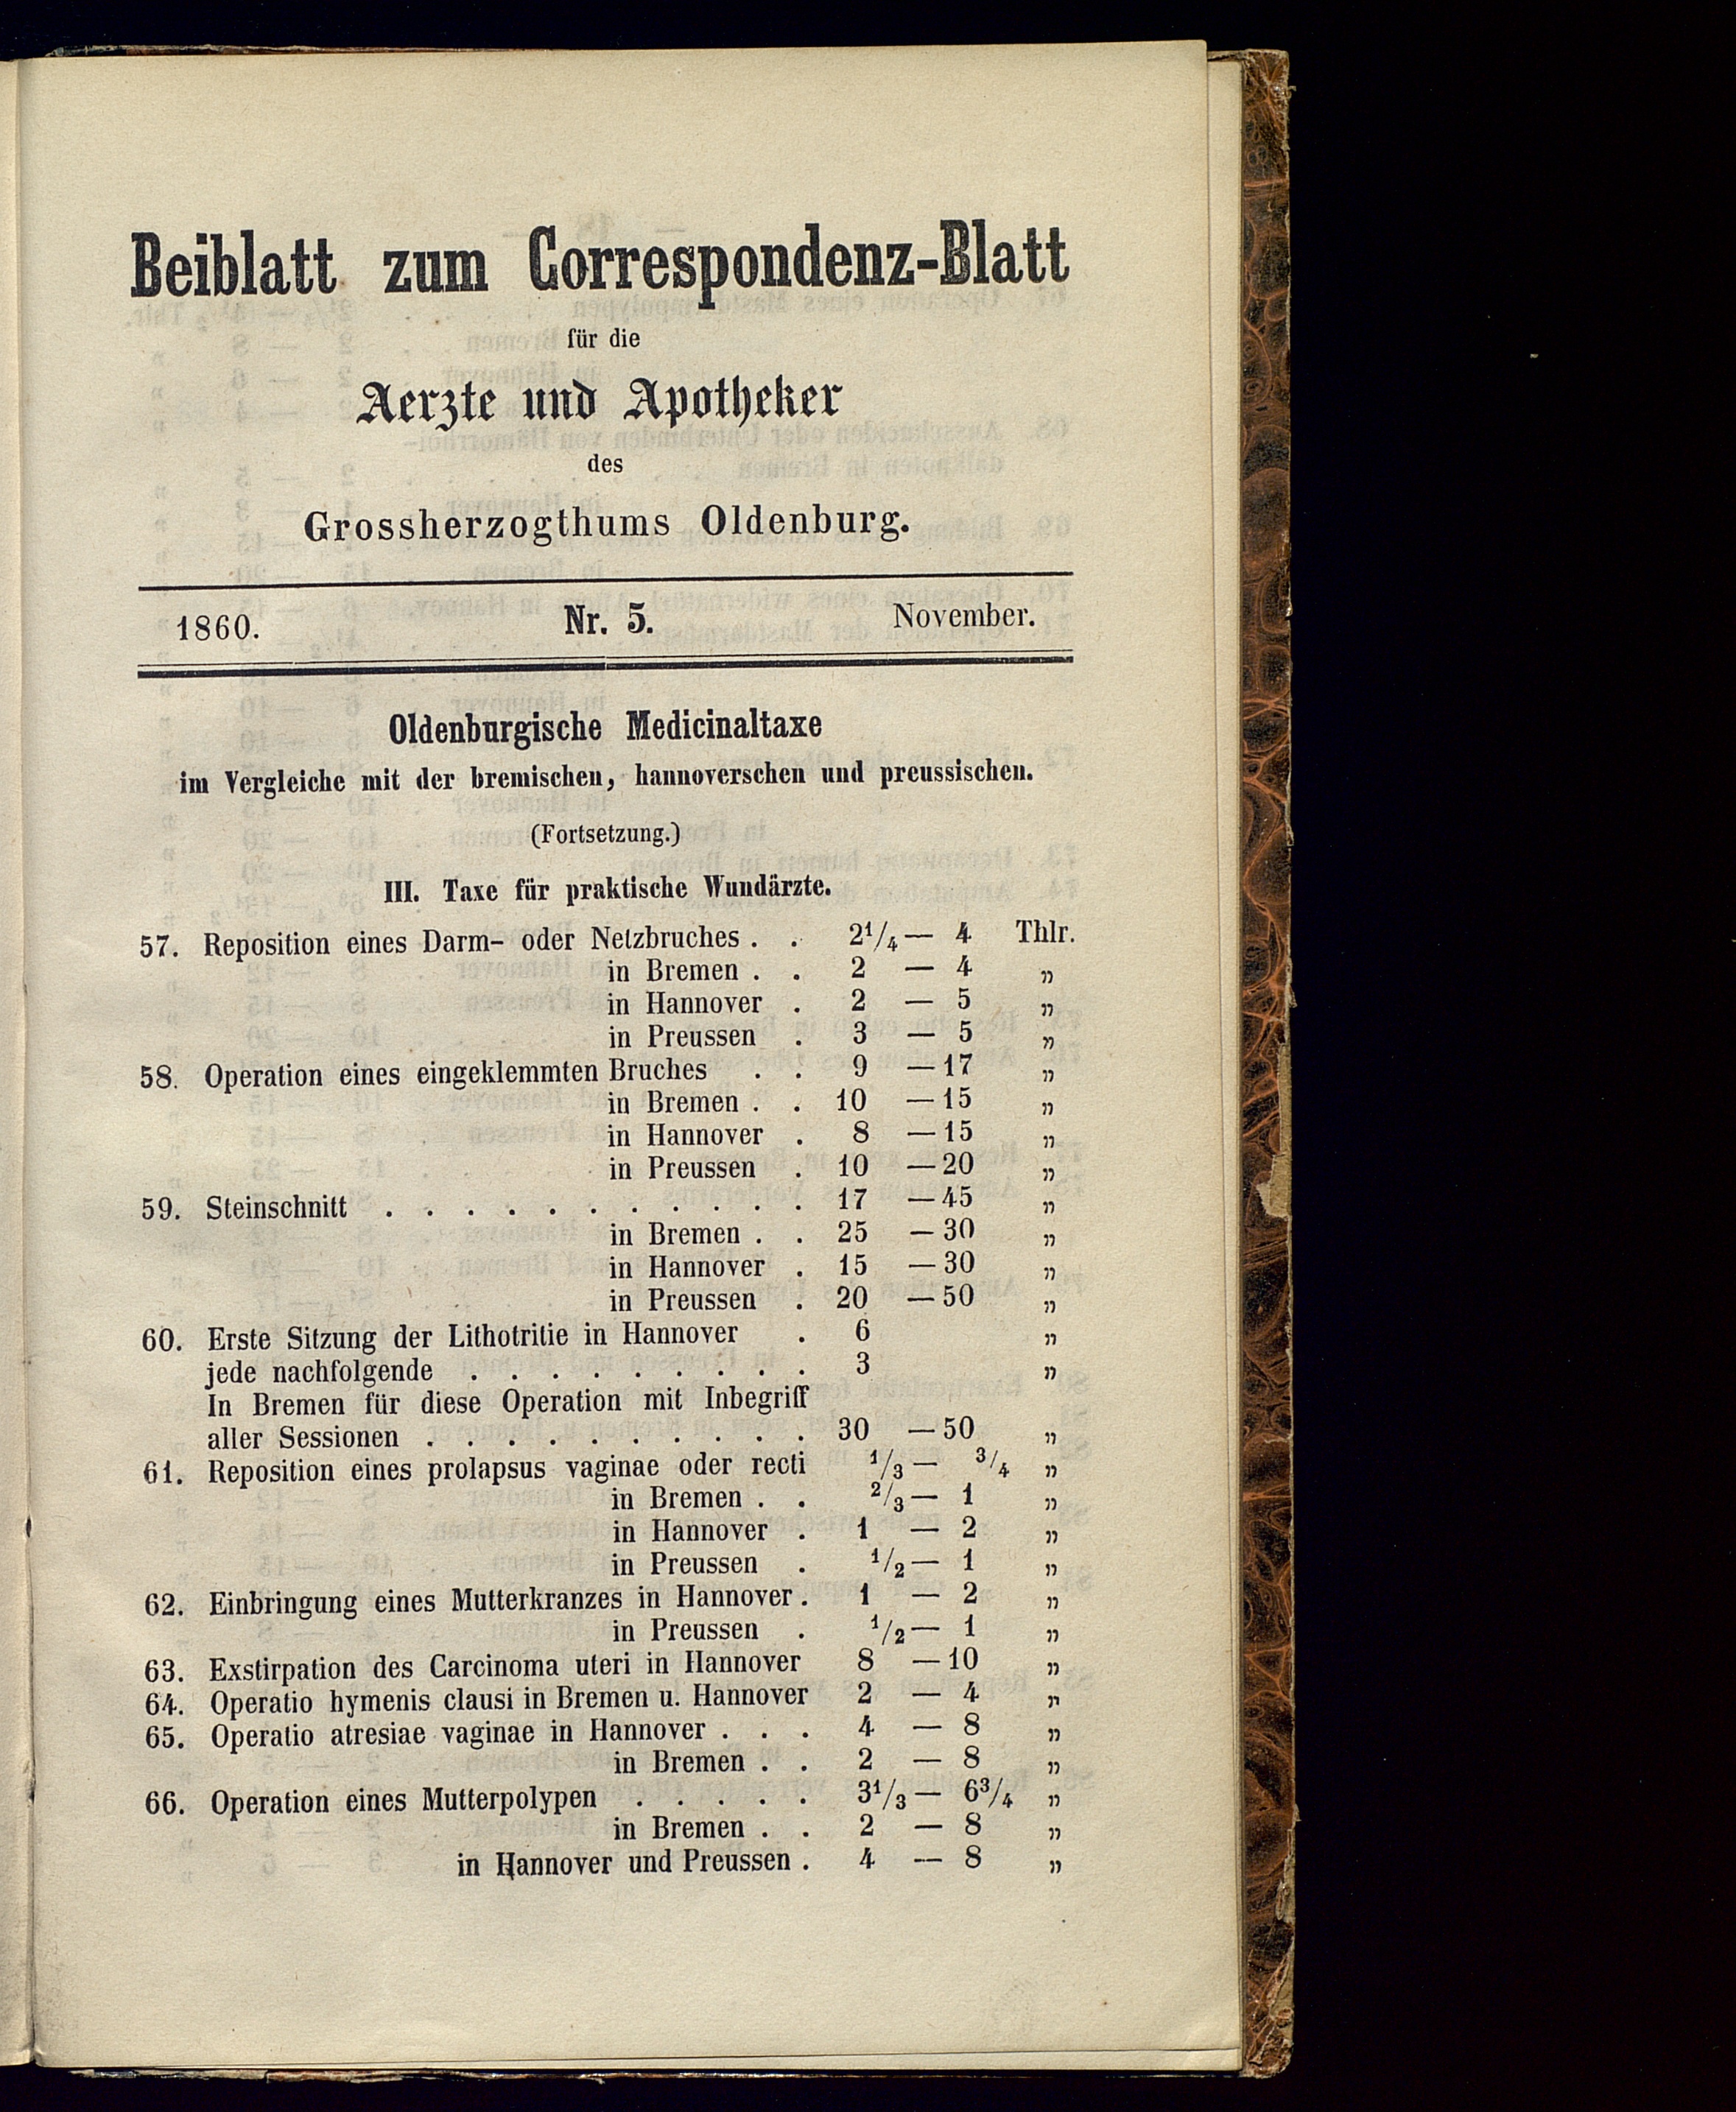 Beiblatt zum Correspondenz-Blatt
für die
Aerzte und Apotheker
des
Grossherzogthums Oldenburg.
1860. Nr. 5. November.
Oldenburgische Medicinaltaxe
im Vergleiche mit der bremischen, hannoverschen und preussischen.
(Fortsetzung.)
III. Taxe für praktische Wundärzte.
57. Reposition eines Darm- oder Netzbruches . . 2¹/₄ — 4 Thlr.
in Bremen . . 2 — 4 „
in Hannover . 2 — 5 „
in Preussen . 3 — 5 „
58. Operation eines eingeklemmten Bruches . . 9 — 17 „
in Bremen . . 10 — 15 „
in Hannover . 8 — 15 „
in Preussen . 10 — 20 „
59. Steinschnitt . . . . . . . . . . . . . . . . 17 — 45 „
in Bremen . . 25 — 30 „
in Hannover . 15 — 30 „
in Preussen . 20 — 50 „
60. Erste Sitzung der Lithotritie in Hannover . 6 „
jede nachfolgende . . . . . . . . . . . . . 3 „
In Bremen für diese Operation mit Inbegriff
aller Sessionen . . . . . . . . . . . . . . . 30 — 50 „
61. Reposition eines prolapsus vaginae oder recti ¹/₃ — ³/₄ „
in Bremen . . ²/₃ — 1 „
in Hannover . 1 — 2 „
in Preussen . ¹/₂ — 1 „
62. Einbringung eines Mutterkranzes in Hannover . 1 — 2 „
in Preussen . ¹/₂ — 1 „
63. Exstirpation des Carcinoma uteri in Hannover 8 — 10 „
64. Operatio hymenis clausi in Bremen u. Hannover 2 — 4 „
65. Operatio atresiae vaginae in Hannover . . . 4 — 8 „
in Bremen . . 2 — 8 „
66. Operation eines Mutterpolypen . . . . . . . 3¹/₃ — 6³/₄ „
in Bremen . . 2 — 8 „
in Hannover und Preussen . 4 — 8 „